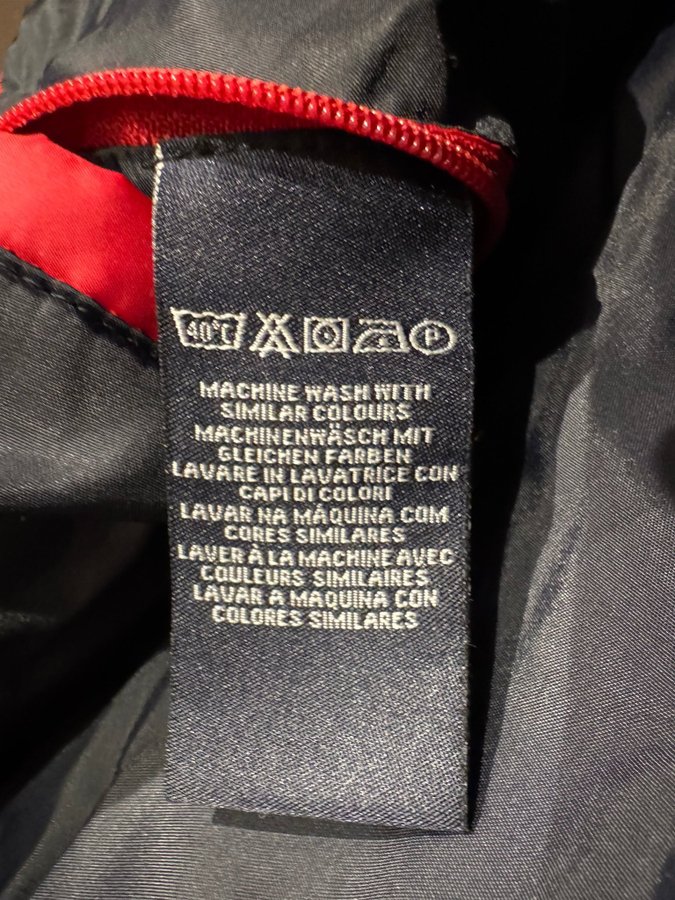 40°C P
MACHINE WASH WITH
SIMILAR COLOURS
MACHINENWÄSCH MIT
GLEICHEN FARBEN
LAVARE IN LAVATRICE CON
CAPI DI COLORI
LAVAR NA MÁQUINA COM
CORES SIMILARES
LAVER À LA MACHINE AVEC
COULEURS SIMILAIRES
LAVAR A MAQUINA CON
COLORES SIMILARES